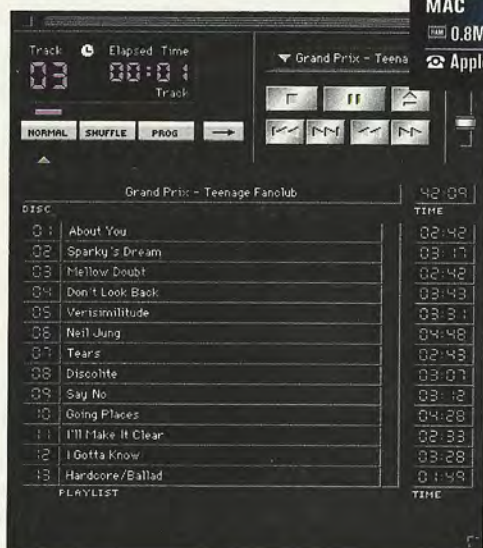 MAC
RAM 0.8M
Apple
Track Elapsed Time
03 00:01
Track
Grand Prix - Teena
NORMAL SHUFFLE PROG
Grand Prix - Teenage Fanclub 42:09
DISC TIME
01 About You 02:42
02 Sparky's Dream 03:17
03 Mellow Doubt 02:42
04 Don't Look Back 03:43
05 Verisimilitude 03:31
06 Neil Jung 04:48
07 Tears 02:43
08 Discolite 03:07
09 Say No 03:12
10 Going Places 04:28
11 I'll Make It Clear 02:33
12 I Gotta Know 03:28
13 Hardcore/Ballad 01:49
PLAYLIST TIME